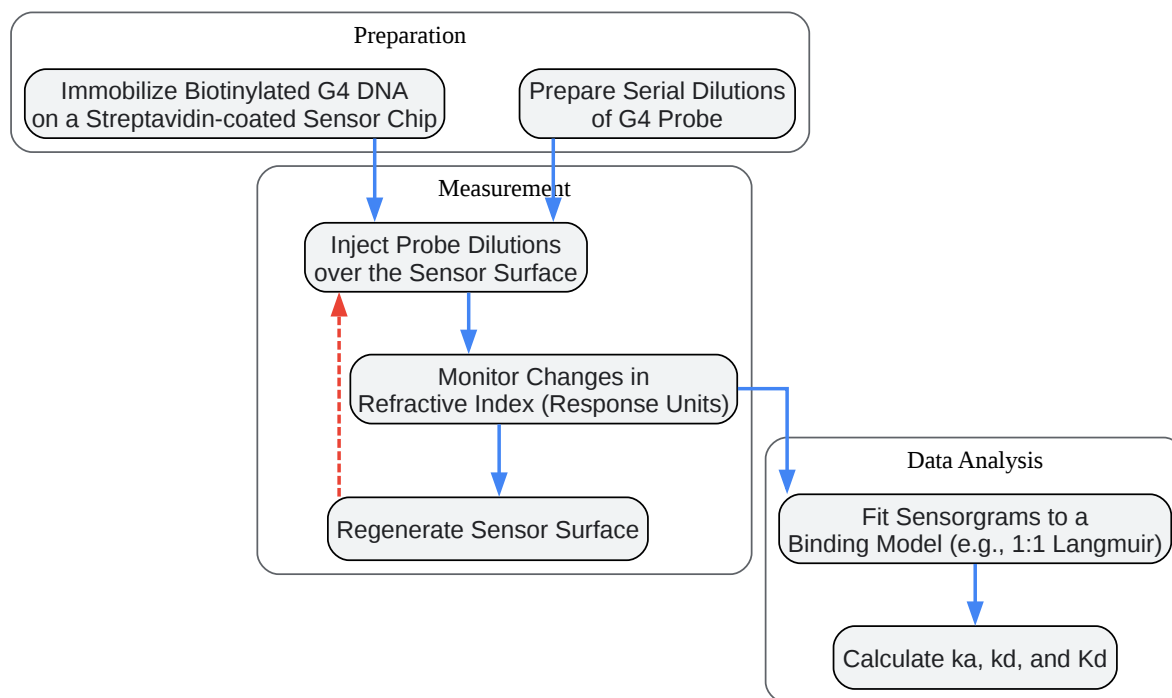 Preparation
Immobilize Biotinylated G4 DNA
on a Streptavidin-coated Sensor Chip
Prepare Serial Dilutions
of G4 Probe
Measurement
Inject Probe Dilutions
over the Sensor Surface
Monitor Changes in
Refractive Index (Response Units)
Regenerate Sensor Surface
Data Analysis
Fit Sensorgrams to a
Binding Model (e.g., 1:1 Langmuir)
Calculate ka, kd, and Kd